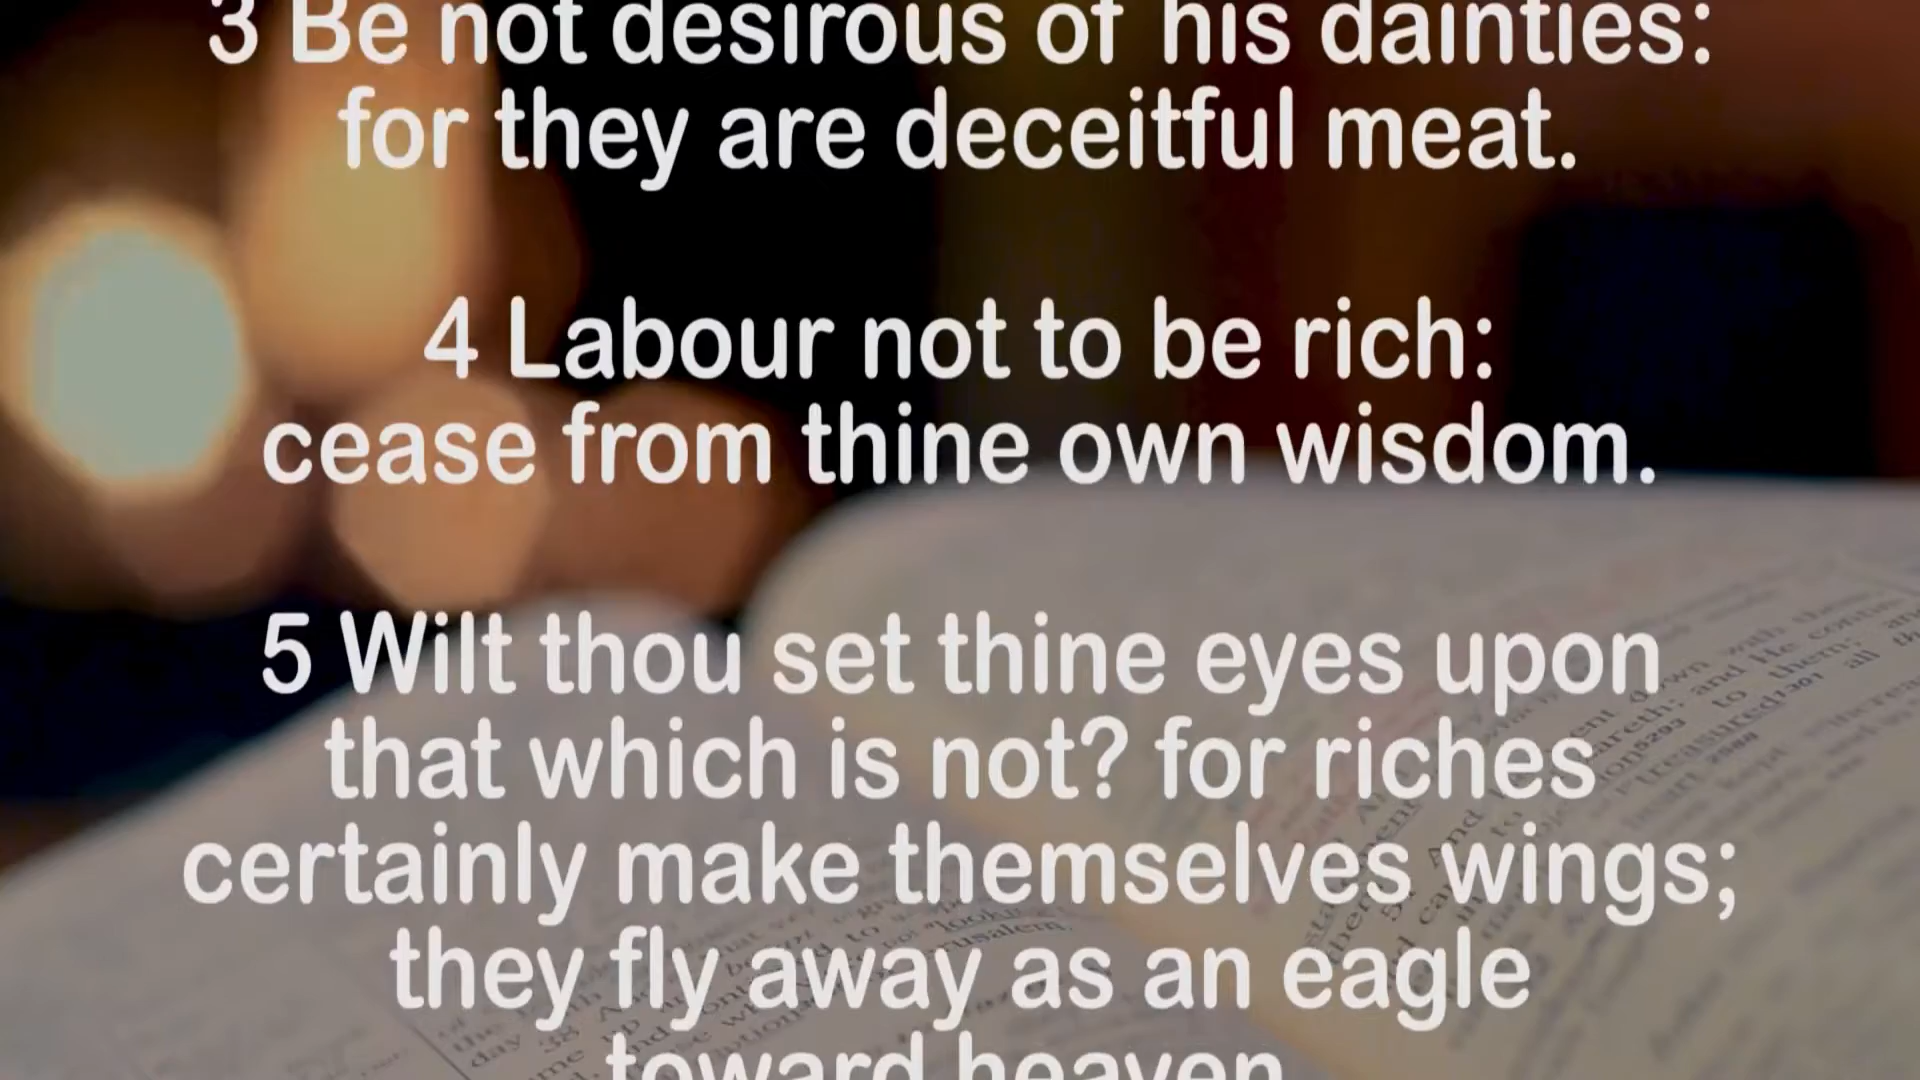 3 Be not desirous of his dainties:
for they are deceitful meat.
4 Labour not to be rich:
cease from thine own wisdom.
5 Wilt thou set thine eyes upon
that which is not? for riches
certainly make themselves wings;
they fly away as an eagle
toward heaven